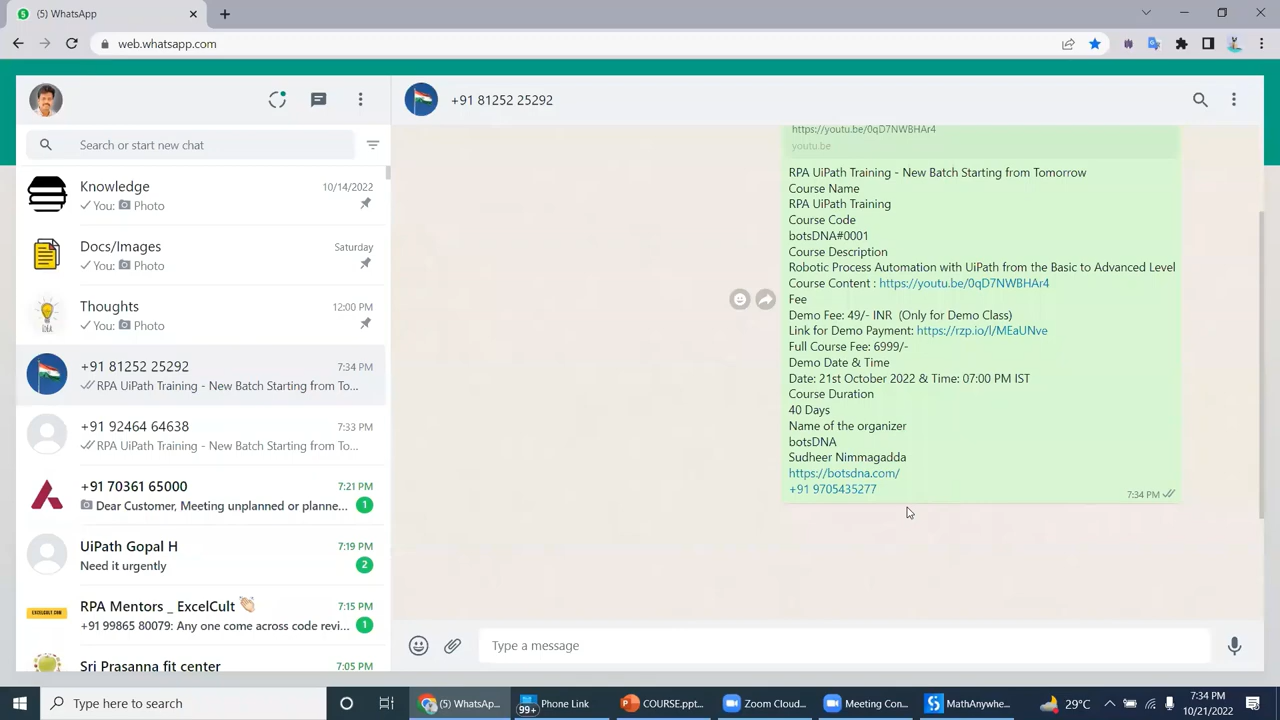 (5) WhatsApp
web.whatsapp.com
+91 81252 25292
Search or start new chat
Knowledge
10/14/2022
You: Photo
Docs/Images
Saturday
You: Photo
IDEA
Thoughts
12:00 PM
You: Photo
+91 81252 25292
7:34 PM
RPA UiPath Training - New Batch Starting from To...
+91 92464 64638
7:33 PM
RPA UiPath Training - New Batch Starting from To...
+91 70361 65000
7:21 PM
Dear Customer, Meeting unplanned or planne...
1
UiPath Gopal H
7:19 PM
Need it urgently
2
EXCELCULT.COM
RPA Mentors _ ExcelCult
7:15 PM
+91 99865 80079: Any one come across code revi...
1
Sri Prasanna fit center
7:05 PM
https://youtu.be/0qD7NWBHAr4
youtu.be
RPA UiPath Training - New Batch Starting from Tomorrow
Course Name
RPA UiPath Training
Course Code
botsDNA#0001
Course Description
Robotic Process Automation with UiPath from the Basic to Advanced Level
Course Content : https://youtu.be/0qD7NWBHAr4
Fee
Demo Fee: 49/- INR (Only for Demo Class)
Link for Demo Payment: https://rzp.io/l/MEaUNve
Full Course Fee: 6999/-
Demo Date & Time
Date: 21st October 2022 & Time: 07:00 PM IST
Course Duration
40 Days
Name of the organizer
botsDNA
Sudheer Nimmagadda
https://botsdna.com/
+91 9705435277
7:34 PM
Type a message
Type here to search
(5) WhatsAp...
99+
Phone Link
COURSE.ppt...
Zoom Cloud...
Meeting Con...
MathAnywhe...
29°C
7:34 PM
10/21/2022